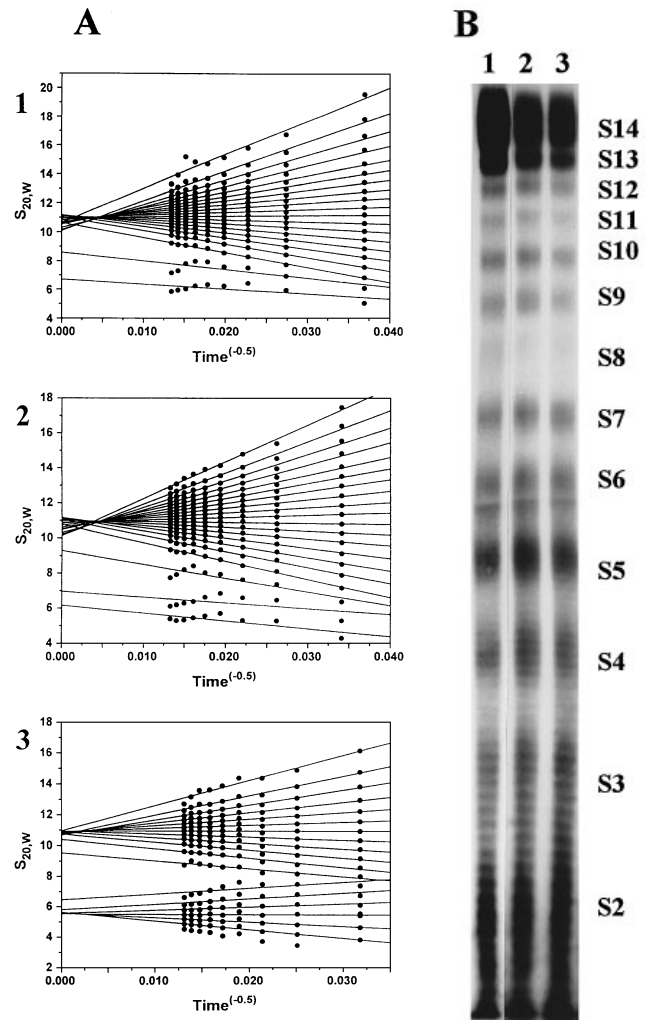 A
1
20
18
16
14
12
10
8
6
4
S20,W
0.000 0.010 0.020 0.030 0.040
Time(-0.5)
2
18
16
14
12
10
8
6
4
S20,W
0.000 0.010 0.020 0.030 0.040
Time(-0.5)
3
18
16
14
12
10
8
6
4
2
S20,W
0.000 0.010 0.020 0.030
Time(-0.5)
B
1 2 3
S14
S13
S12
S11
S10
S9
S8
S7
S6
S5
S4
S3
S2